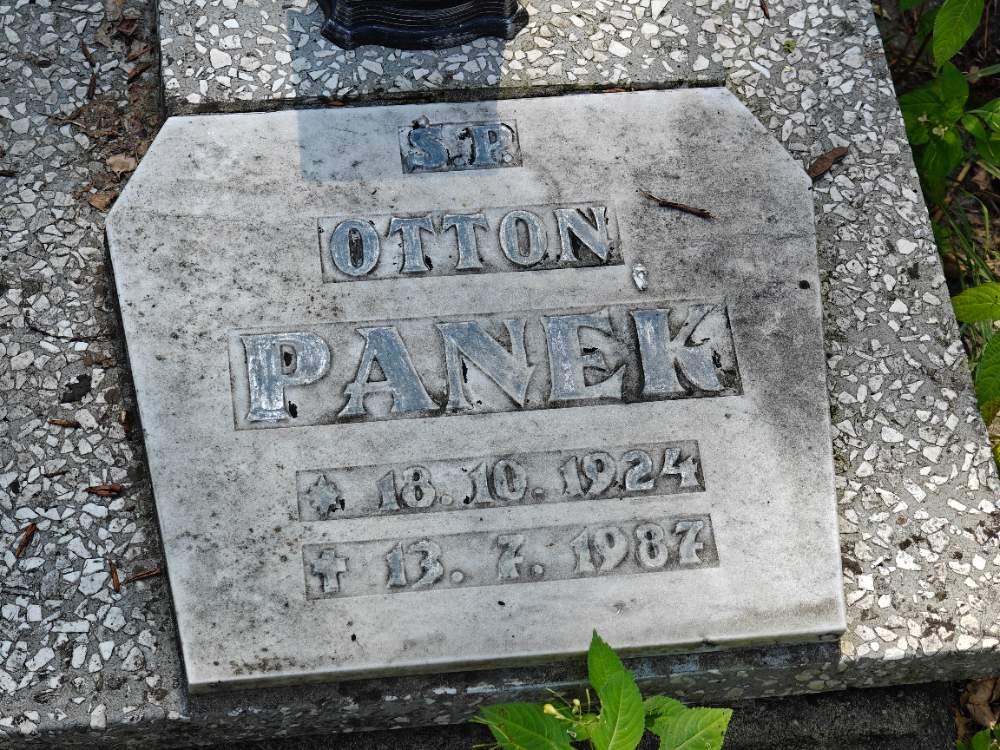 Ś.P.
OTTON
PANEK
* 18.10.1924
✝ 13.7.1987